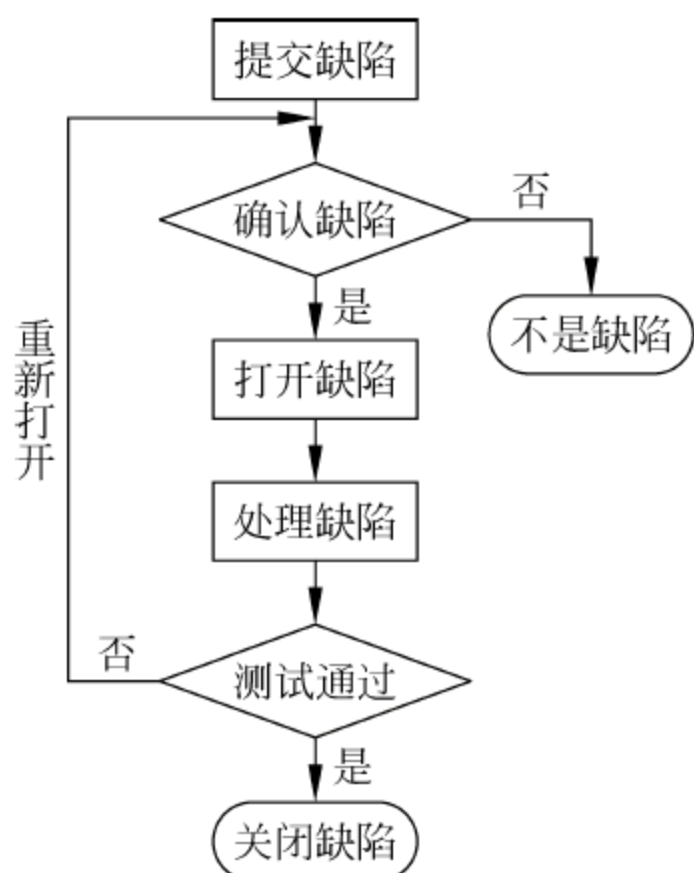 提交缺陷
确认缺陷
否
不是缺陷
是
打开缺陷
重新打开
处理缺陷
否
测试通过
是
关闭缺陷